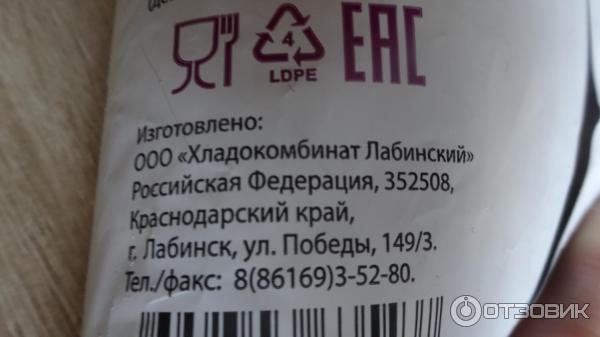 4
LDPE
EAC
Изготовлено:
ООО «Хладокомбинат Лабинский»
Российская Федерация, 352508,
Краснодарский край,
г. Лабинск, ул. Победы, 149/3.
Тел./факс: 8(86169)3-52-80.
ОТЗОВИК